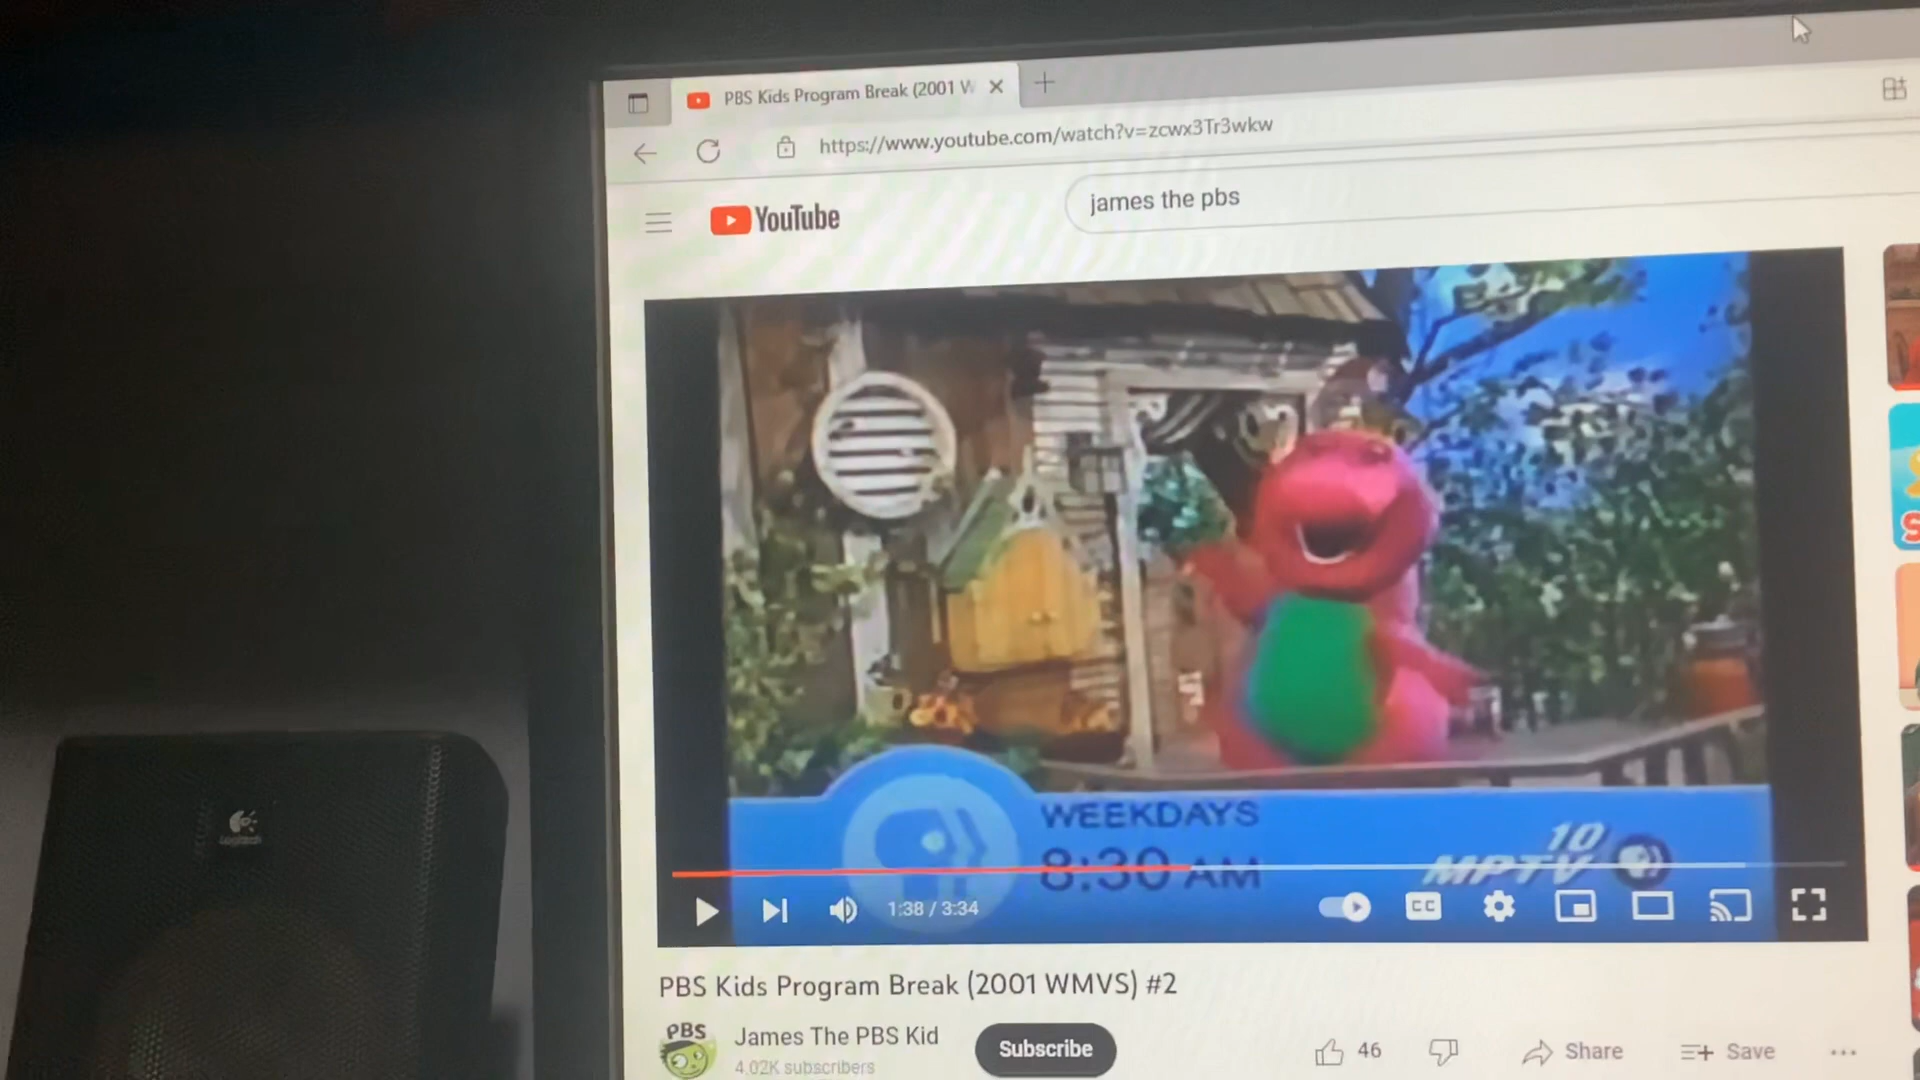 PBS Kids Program Break (2001 W
https://www.youtube.com/watch?v=zcwx3Tr3wkw
YouTube
james the pbs
WEEKDAYS
8:30 AM
10
MPTV
1:38 / 3:34
CC
PBS Kids Program Break (2001 WMVS) #2
PBS
James The PBS Kid
4.02K subscribers
Subscribe
46
Share
Save
Logitech
S